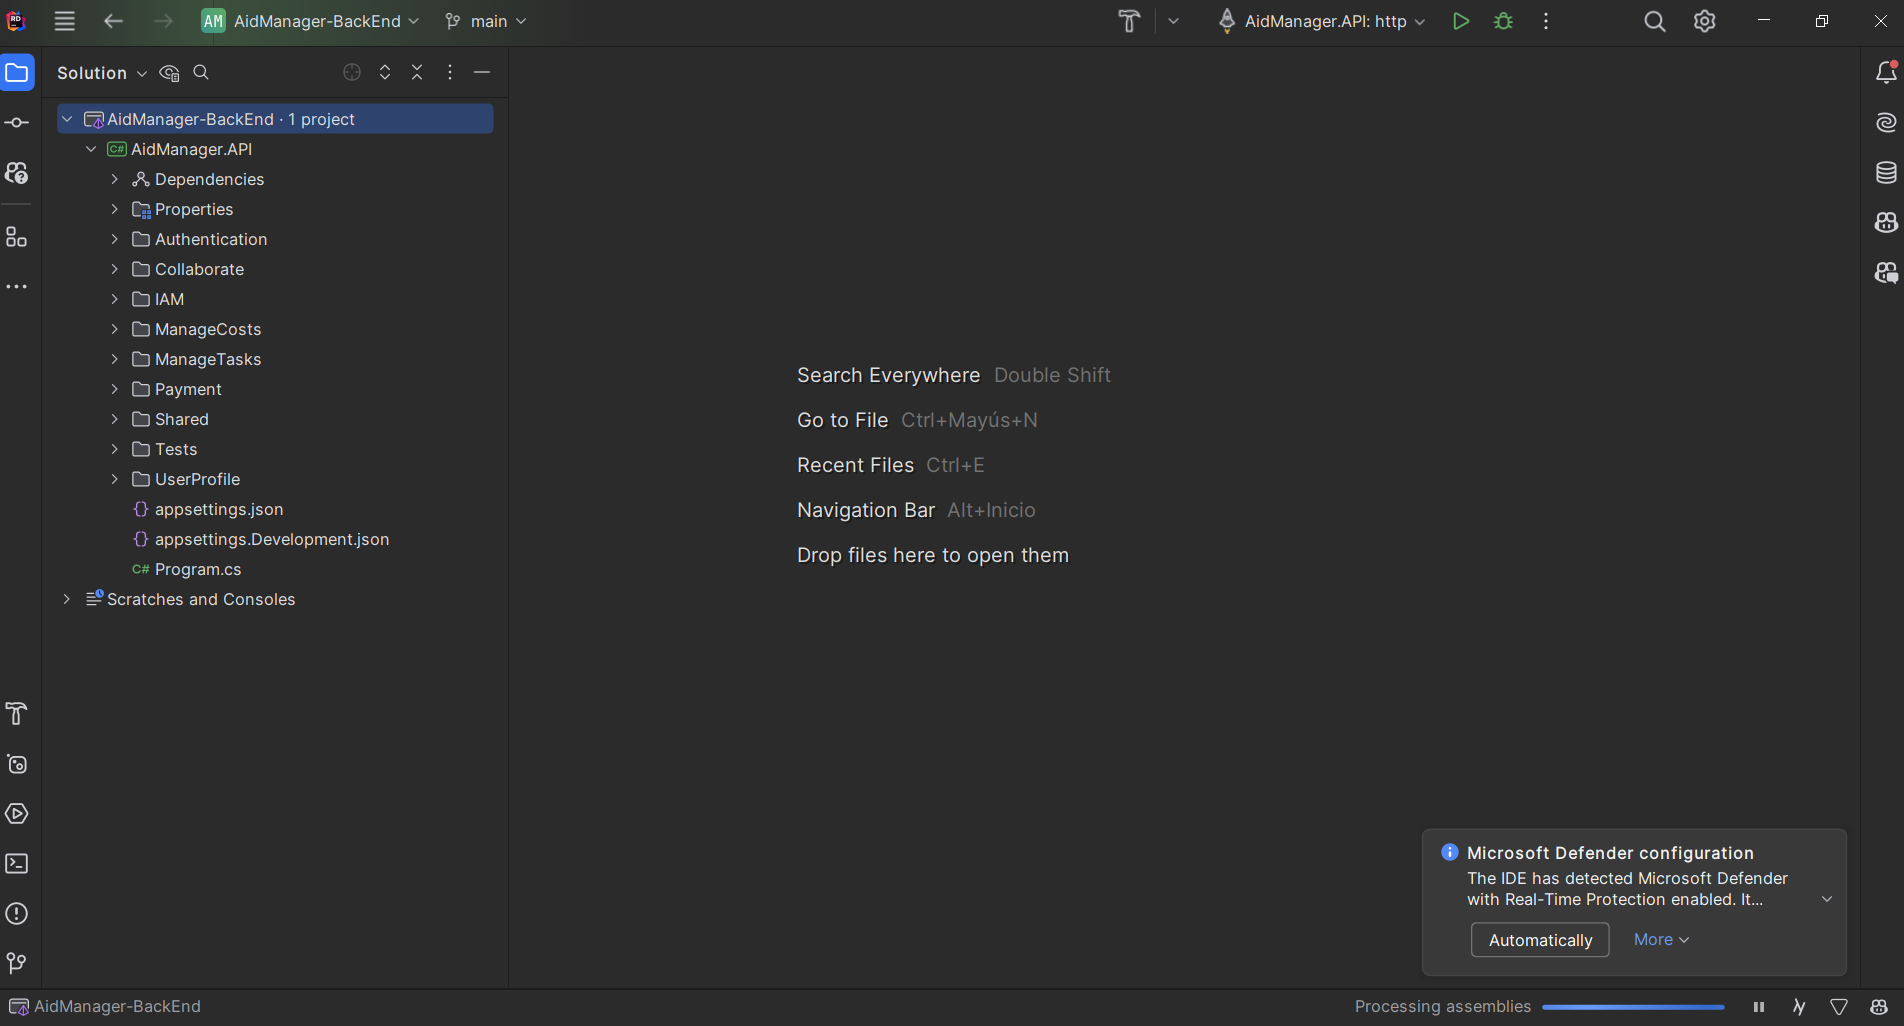 AM AidManager-BackEnd main AidManager.API: http
Solution
AidManager-BackEnd · 1 project
C# AidManager.API
Dependencies
Properties
Authentication
Collaborate
IAM
ManageCosts
ManageTasks
Payment
Shared
Tests
UserProfile
{} appsettings.json
{} appsettings.Development.json
C# Program.cs
Scratches and Consoles
Search Everywhere Double Shift
Go to File Ctrl+Mayús+N
Recent Files Ctrl+E
Navigation Bar Alt+Inicio
Drop files here to open them
Microsoft Defender configuration
The IDE has detected Microsoft Defender
with Real-Time Protection enabled. It...
Automatically More
AidManager-BackEnd Processing assemblies